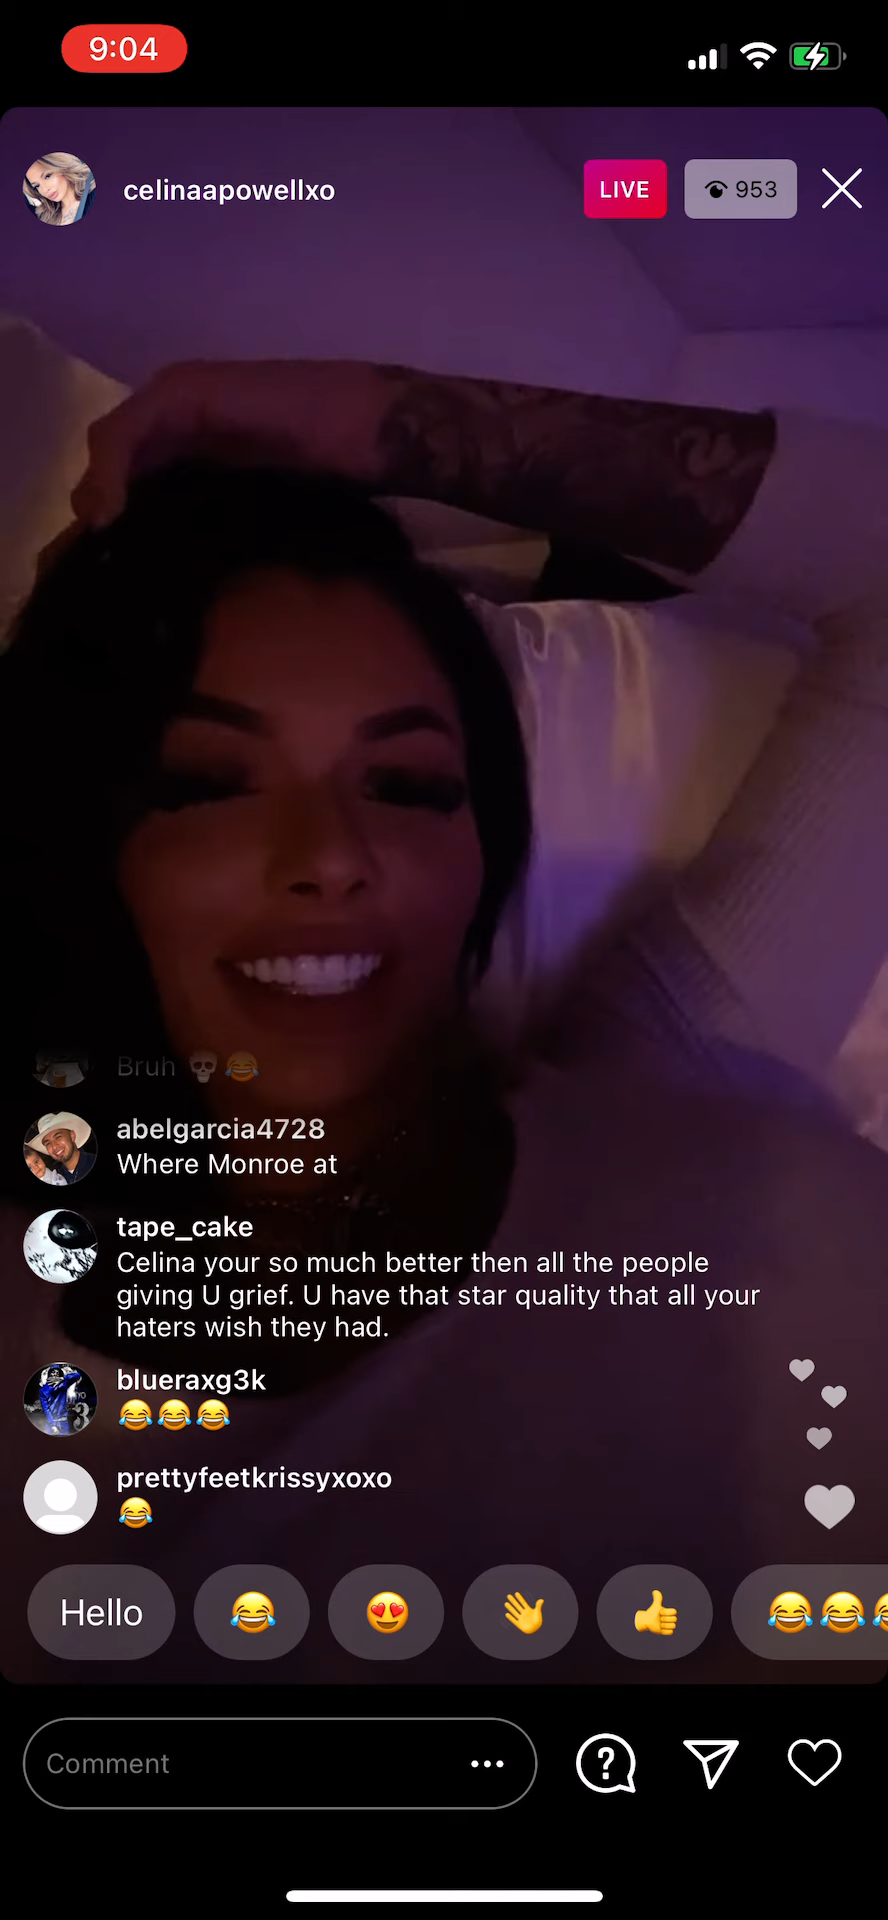 9:04
celinaapowellxo
LIVE
953
Bruh 💀😂
abelgarcia4728
Where Monroe at
tape_cake
Celina your so much better then all the people
giving U grief. U have that star quality that all your
haters wish they had.
blueraxg3k
😂😂😂
prettyfeetkrissyxoxo
😂
Hello 😂 😍 👋 👍 😂😂😂
Comment